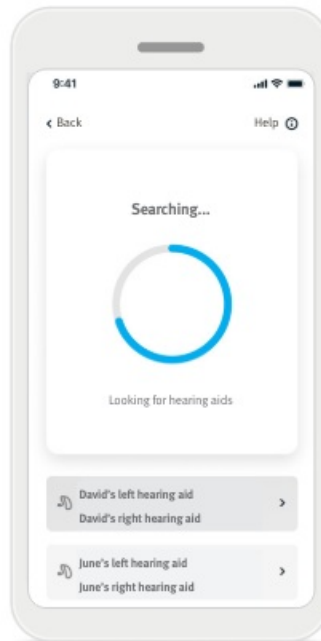 9:41
Back
Help
Searching...
Looking for hearing aids
David's left hearing aid
David's right hearing aid
June's left hearing aid
June's right hearing aid